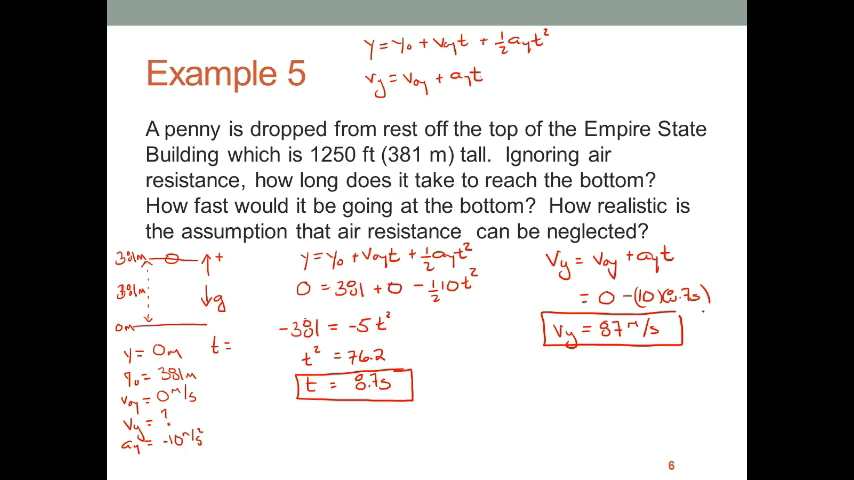 y = y₀ + v₀yt + ½ayt²
vy = v₀y + ayt
Example 5
A penny is dropped from rest off the top of the Empire State
Building which is 1250 ft (381 m) tall. Ignoring air
resistance, how long does it take to reach the bottom?
How fast would it be going at the bottom? How realistic is
the assumption that air resistance can be neglected?
381m
+
381m
g
0m
y = 0m
t =
y₀ = 381m
v₀y = 0 m/s
vy = ?
ay = -10 m/s²
y = y₀ + v₀yt + ½ayt²
0 = 381 + 0 - ½10t²
-381 = -5t²
t² = 76.2
t = 8.7s
Vy = v₀y + ayt
= 0 - (10)(8.7s)
Vy = 87 m/s
6